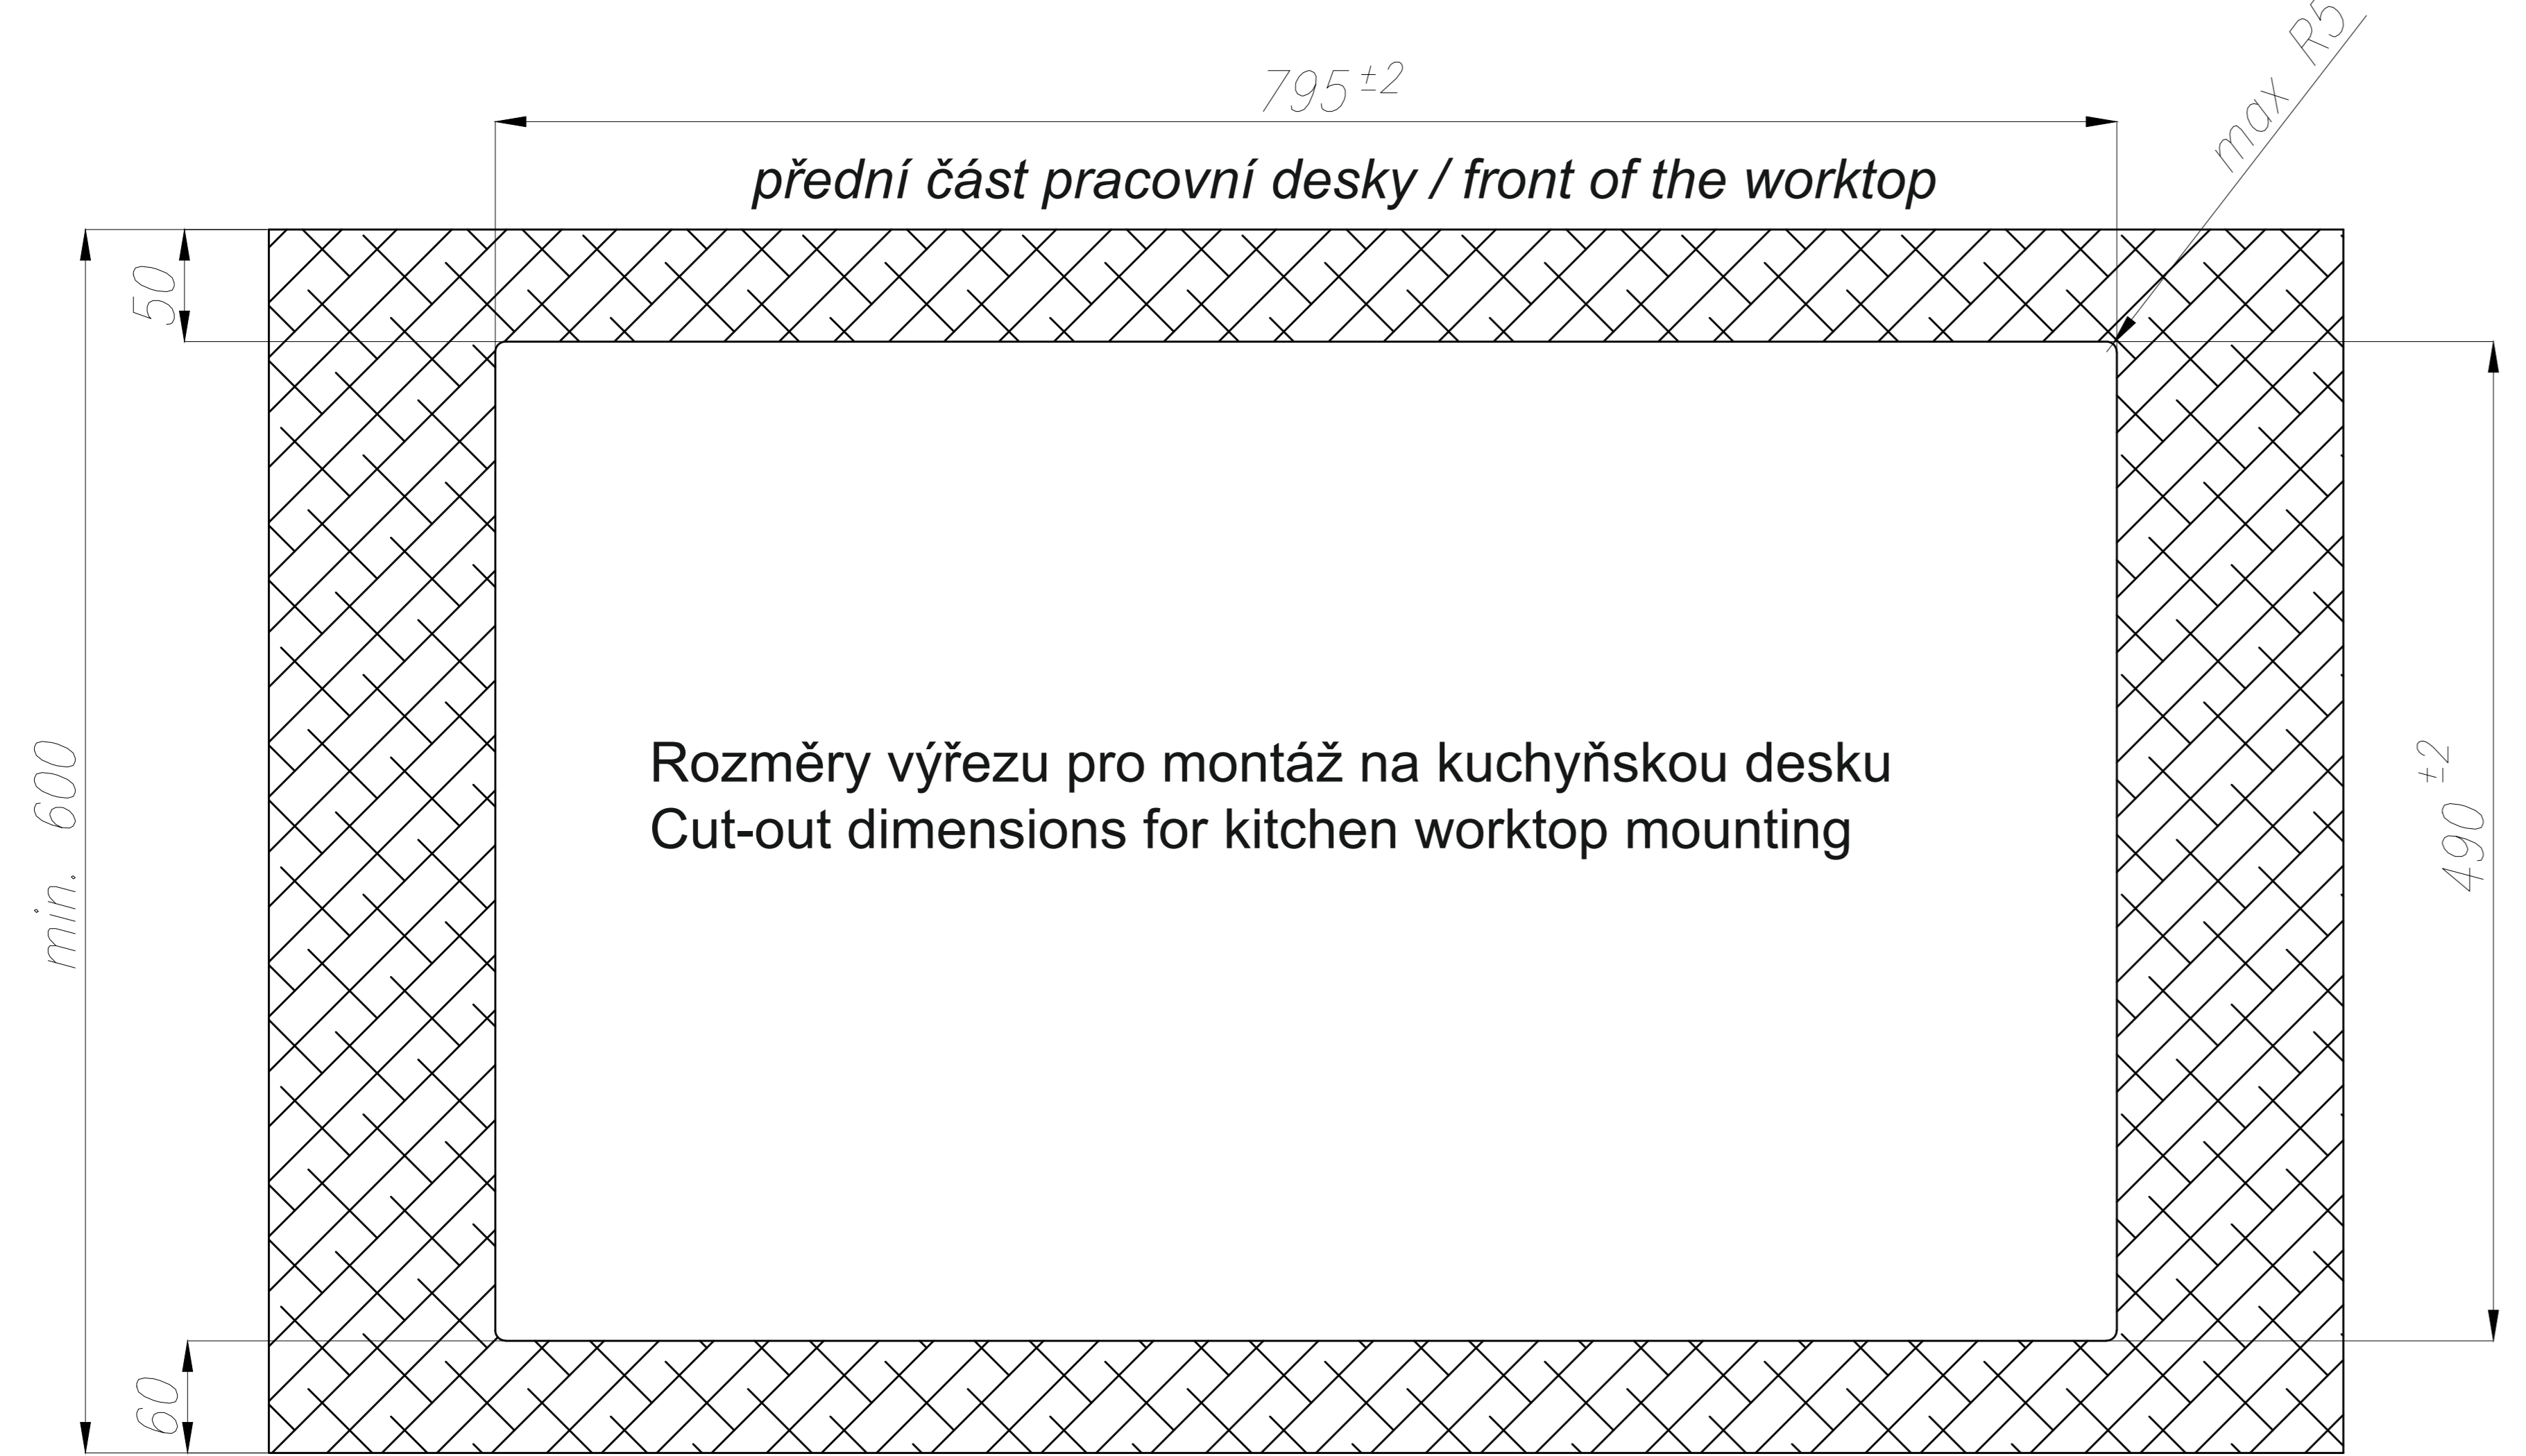 max R5
795±2
přední část pracovní desky / front of the worktop
50
min. 600
Rozměry výřezu pro montáž na kuchyňskou desku
Cut-out dimensions for kitchen worktop mounting
490 ±2
60